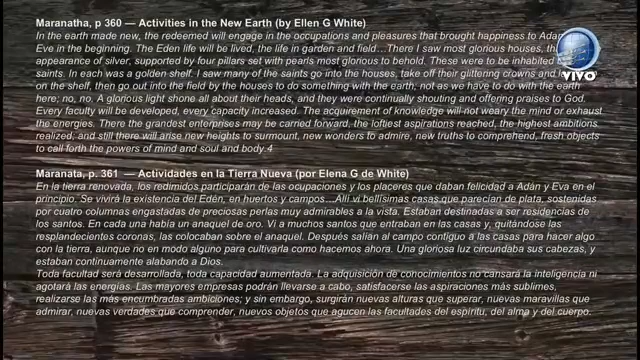 Maranatha, p 360 — Activities in the New Earth (by Ellen G White)
In the earth made new, the redeemed will engage in the occupations and pleasures that brought happiness to Adam
Eve in the beginning. The Eden life will be lived, the life in garden and field…There I saw most glorious houses, th
appearance of silver, supported by four pillars set with pearls most glorious to behold. These were to be inhabited
saints. In each was a golden shelf. I saw many of the saints go into the houses, take off their glittering crowns and
on the shelf, then go out into the field by the houses to do something with the earth, not as we have to do with the earth
here; no, no. A glorious light shone all about their heads, and they were continually shouting and offering praises to God.
Every faculty will be developed, every capacity increased. The acquirement of knowledge will not weary the mind or exhaust
the energies. There the grandest enterprises may be carried forward, the loftiest aspirations reached, the highest ambitions
realized, and still there will arise new heights to surmount, new wonders to admire, new truths to comprehend, fresh objects
to call forth the powers of mind and soul and body.4
VIVO
Maranata, p. 361 — Actividades en la Tierra Nueva (por Elena G de White)
En la tierra renovada, los redimidos participarán de las ocupaciones y los placeres que daban felicidad a Adán y Eva en el
principio. Se vivirá la existencia del Edén, en huertos y campos…Allí vi bellísimas casas que parecían de plata, sostenidas
por cuatro columnas engastadas de preciosas perlas muy admirables a la vista. Estaban destinadas a ser residencias de
los santos. En cada una había un anaquel de oro. Vi a muchos santos que entraban en las casas y, quitándose las
resplandecientes coronas, las colocaban sobre el anaquel. Después salían al campo contiguo a las casas para hacer algo
con la tierra, aunque no en modo alguno para cultivarla como hacemos ahora. Una gloriosa luz circundaba sus cabezas, y
estaban continuamente alabando a Dios.
Toda facultad será desarrollada, toda capacidad aumentada. La adquisición de conocimientos no cansara la inteligencia ni
agotará las energías. Las mayores empresas podrán llevarse a cabo, satisfacerse las aspiraciones más sublimes,
realizarse las más encumbradas ambiciones; y sin embargo, surgirán nuevas alturas que superar, nuevas maravillas que
admirar, nuevas verdades que comprender, nuevos objetos que agucen las facultades del espíritu, del alma y del cuerpo.